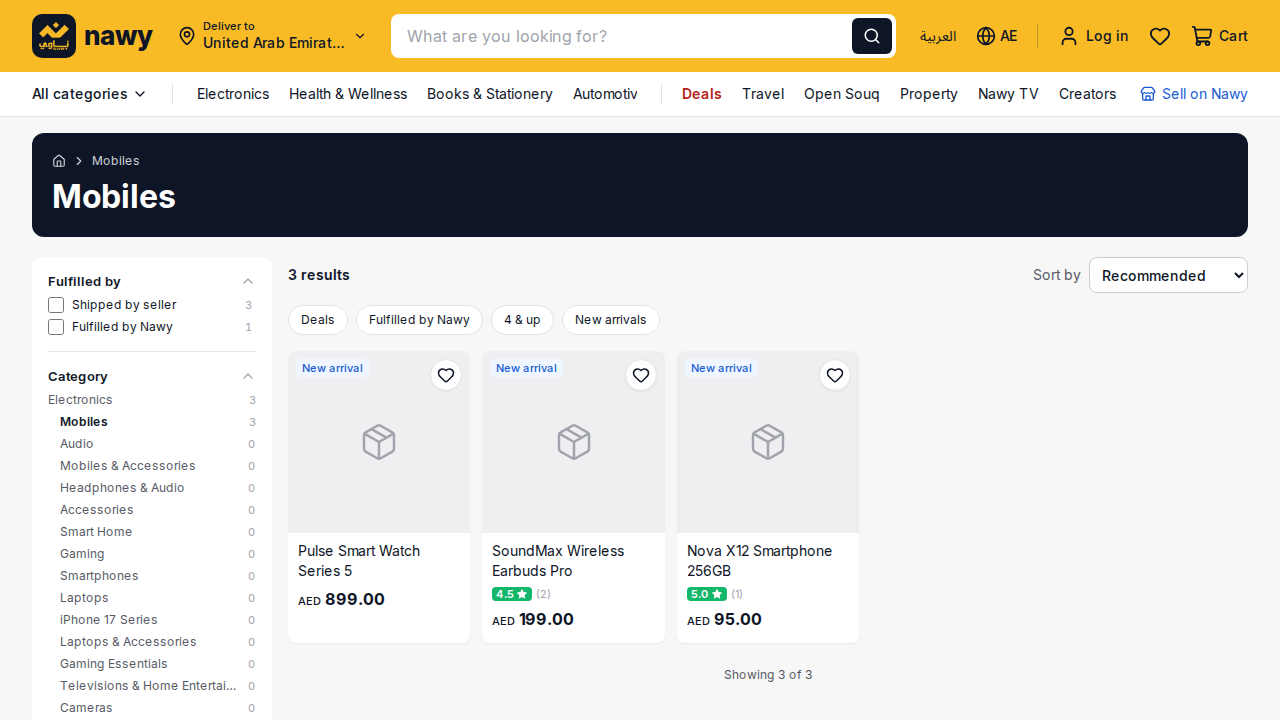 ناوي
nawy
Deliver to
United Arab Emirat...
What are you looking for?
العربية
AE
Log in
Cart
All categories
Electronics
Health & Wellness
Books & Stationery
Automotiv
Deals
Travel
Open Souq
Property
Nawy TV
Creators
Sell on Nawy
Mobiles
Mobiles
Fulfilled by
Shipped by seller 3
Fulfilled by Nawy 1
Category
Electronics 3
Mobiles 3
Audio 0
Mobiles & Accessories 0
Headphones & Audio 0
Accessories 0
Smart Home 0
Gaming 0
Smartphones 0
Laptops 0
iPhone 17 Series 0
Laptops & Accessories 0
Gaming Essentials 0
Televisions & Home Entertai... 0
Cameras 0
3 results
Sort by Recommended
Deals
Fulfilled by Nawy
4 & up
New arrivals
New arrival
Pulse Smart Watch
Series 5
AED 899.00
New arrival
SoundMax Wireless
Earbuds Pro
4.5 ★ (2)
AED 199.00
New arrival
Nova X12 Smartphone
256GB
5.0 ★ (1)
AED 95.00
Showing 3 of 3